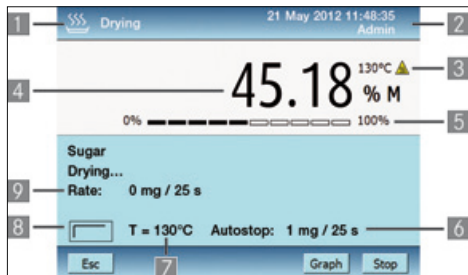 1 Drying 21 May 2012 11:48:35 2
Admin
130°C 3
4 45.18 % M
0% 100% 5
Sugar
Drying...
9 Rate: 0 mg / 25 s
8 T = 130°C Autostop: 1 mg / 25 s 6
Esc 7 Graph Stop